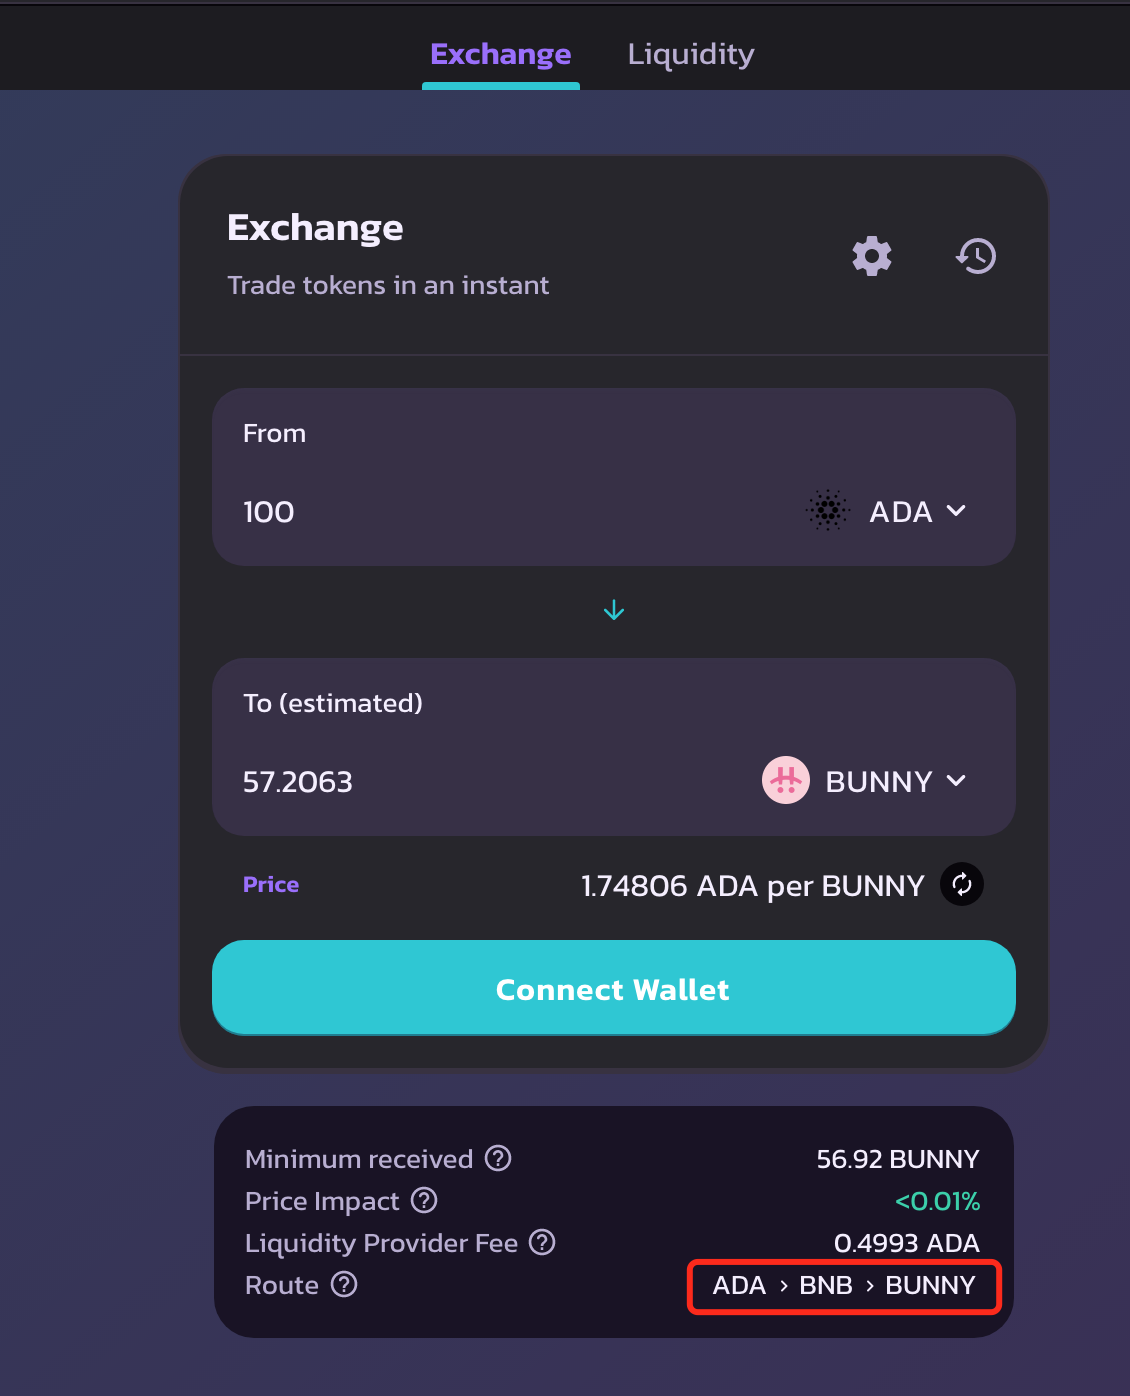 Exchange Liquidity
Exchange
Trade tokens in an instant
From
100 ADA
To (estimated)
57.2063 BUNNY
Price 1.74806 ADA per BUNNY
Connect Wallet
Minimum received ? 56.92 BUNNY
Price Impact ? <0.01%
Liquidity Provider Fee ? 0.4993 ADA
Route ? ADA > BNB > BUNNY